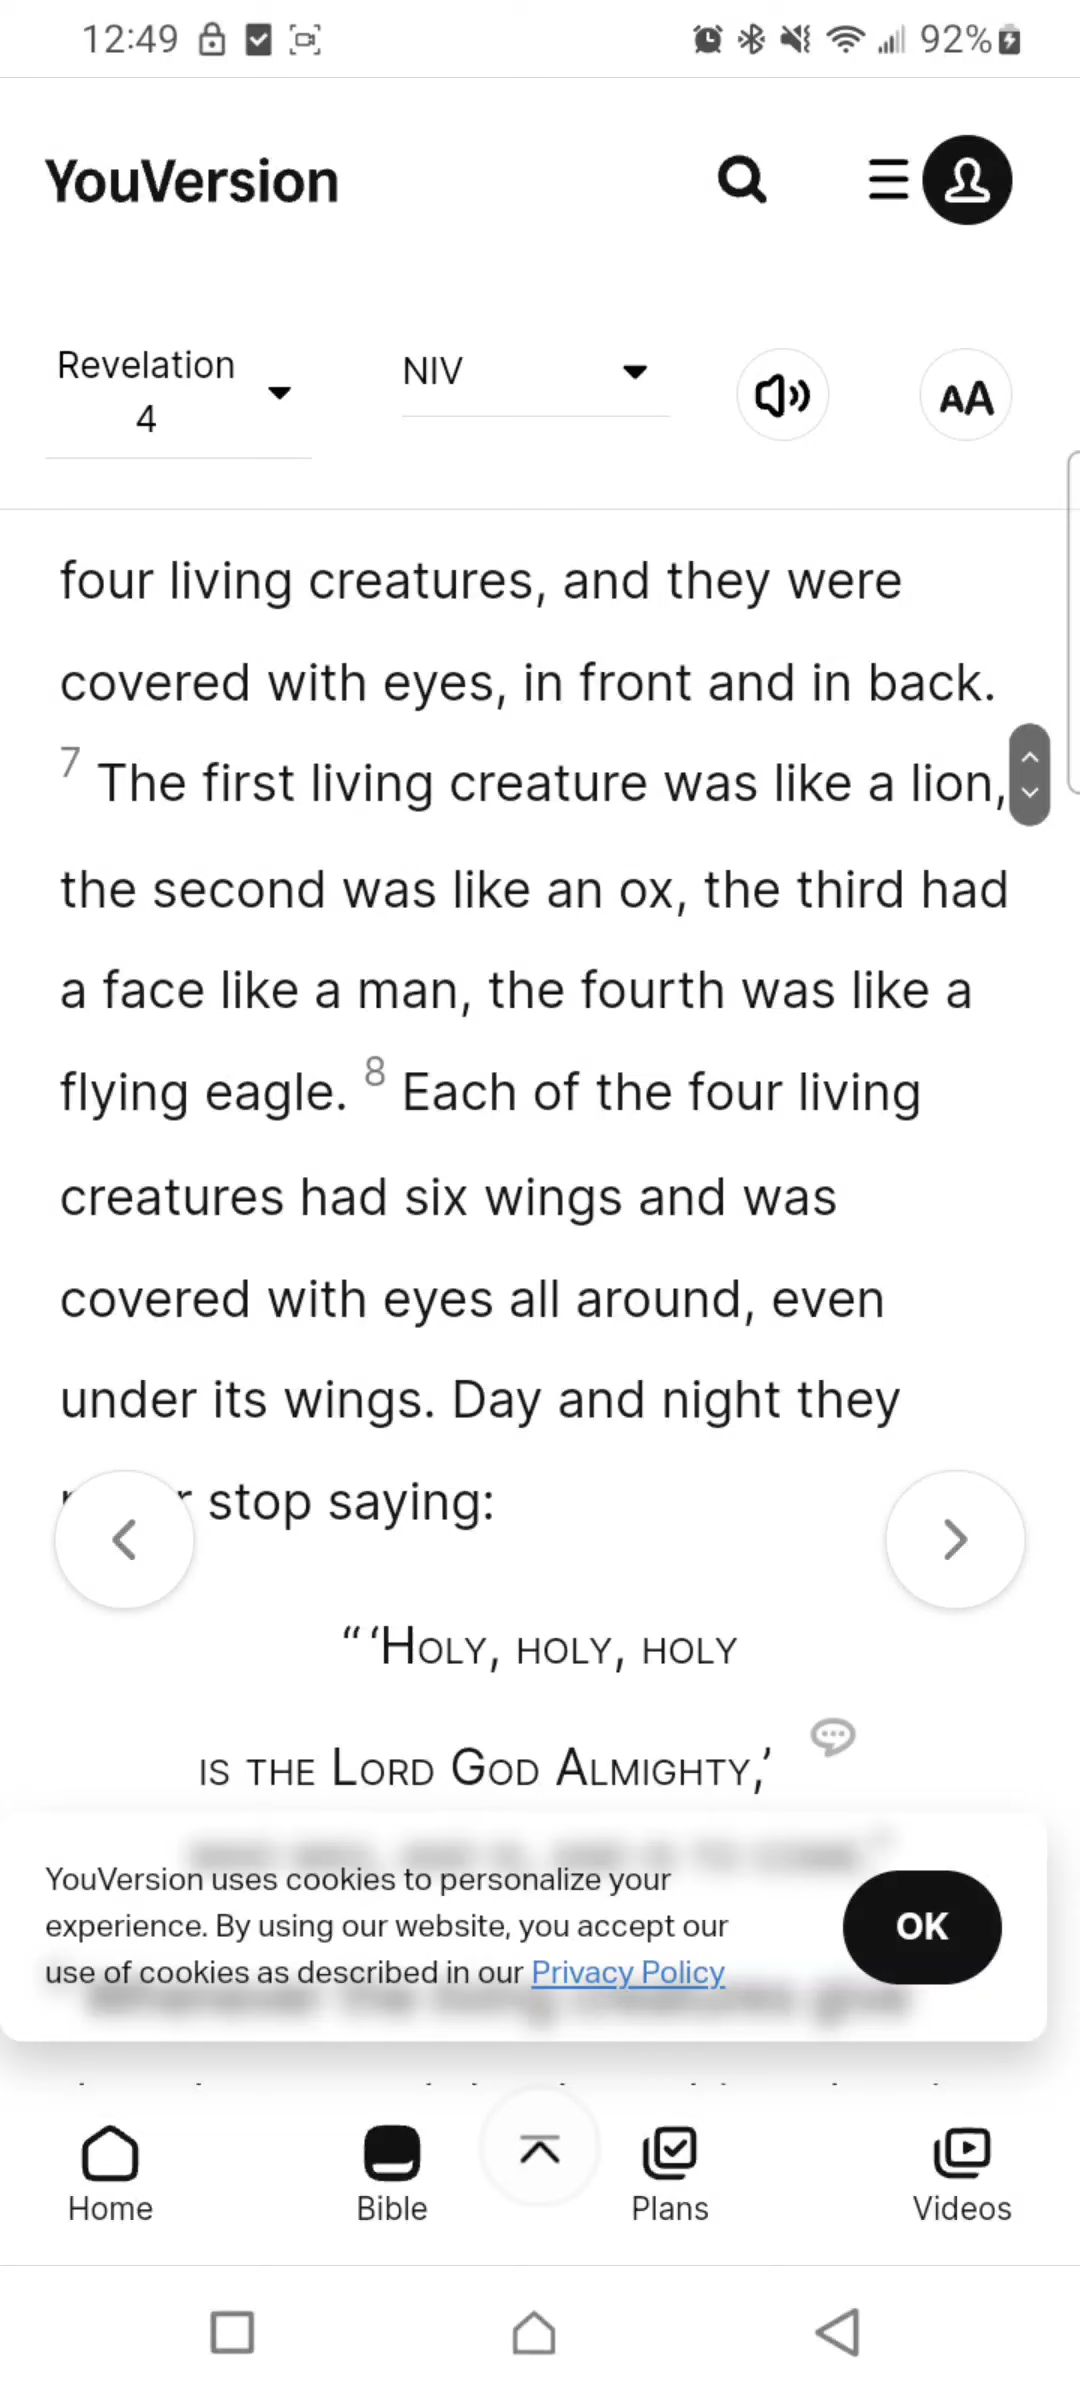 12:49
92%
YouVersion
Revelation
4
NIV
AA
four living creatures, and they were
covered with eyes, in front and in back.
7 The first living creature was like a lion,
the second was like an ox, the third had
a face like a man, the fourth was like a
flying eagle. 8 Each of the four living
creatures had six wings and was
covered with eyes all around, even
under its wings. Day and night they
stop saying:
“ ‘Holy, holy, holy
is the Lord God Almighty,’
YouVersion uses cookies to personalize your
experience. By using our website, you accept our
use of cookies as described in our Privacy Policy
OK
Home
Bible
Plans
Videos